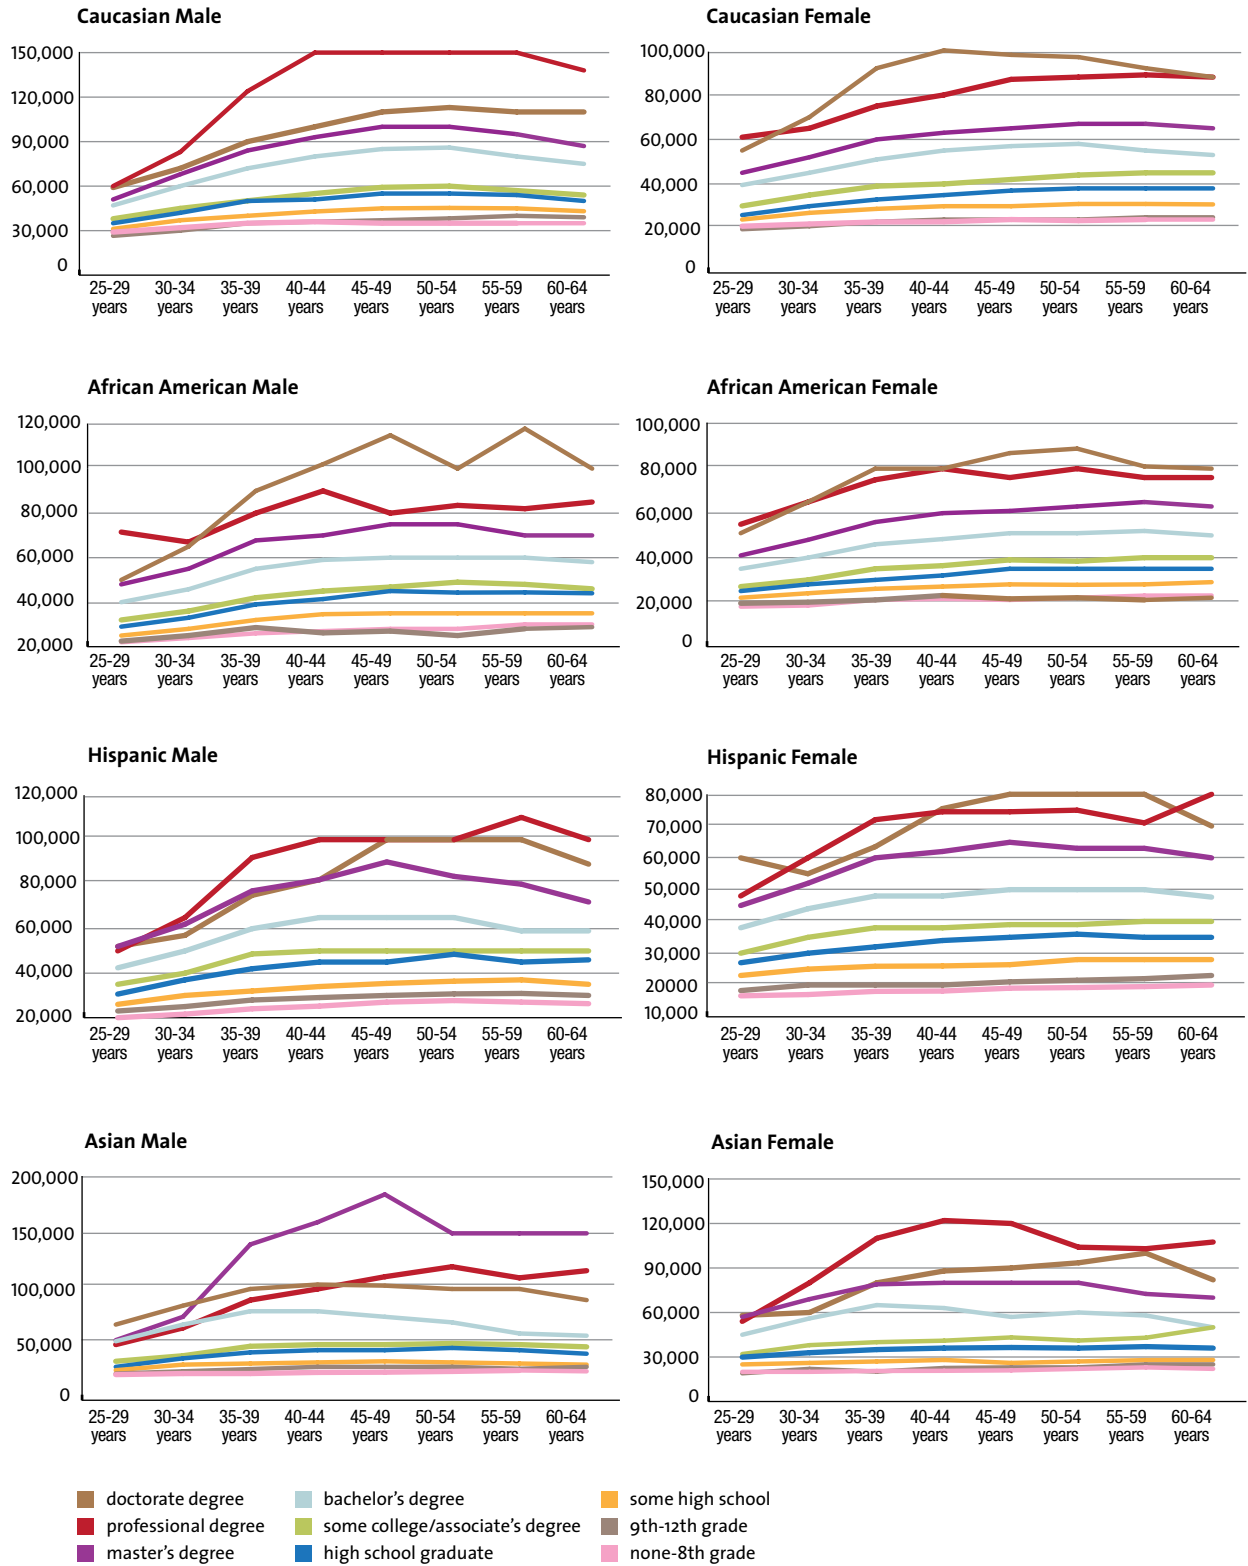 Caucasian Male
150,000
120,000
90,000
60,000
30,000
0
25-29 30-34 35-39 40-44 45-49 50-54 55-59 60-64
years years years years years years years years
Caucasian Female
100,000
80,000
60,000
40,000
20,000
0
25-29 30-34 35-39 40-44 45-49 50-54 55-59 60-64
years years years years years years years years
African American Male
120,000
100,000
80,000
60,000
40,000
20,000
25-29 30-34 35-39 40-44 45-49 50-54 55-59 60-64
years years years years years years years years
African American Female
100,000
80,000
60,000
40,000
20,000
0
25-29 30-34 35-39 40-44 45-49 50-54 55-59 60-64
years years years years years years years years
Hispanic Male
120,000
100,000
80,000
60,000
40,000
20,000
25-29 30-34 35-39 40-44 45-49 50-54 55-59 60-64
years years years years years years years years
Hispanic Female
80,000
70,000
60,000
50,000
40,000
30,000
20000
10,000
25-29 30-34 35-39 40-44 45-49 50-54 55-59 60-64
years years years years years years years years
Asian Male
200,000
150,000
100,000
50,000
0
25-29 30-34 35-39 40-44 45-49 50-54 55-59 60-64
years years years years years years years years
Asian Female
150,000
120,000
90,000
60,000
30,000
0
25-29 30-34 35-39 40-44 45-49 50-54 55-59 60-64
years years years years years years years years
doctorate degree
professional degree
master's degree
bachelor's degree
some college/associate's degree
high school graduate
some high school
9th-12th grade
none-8th grade